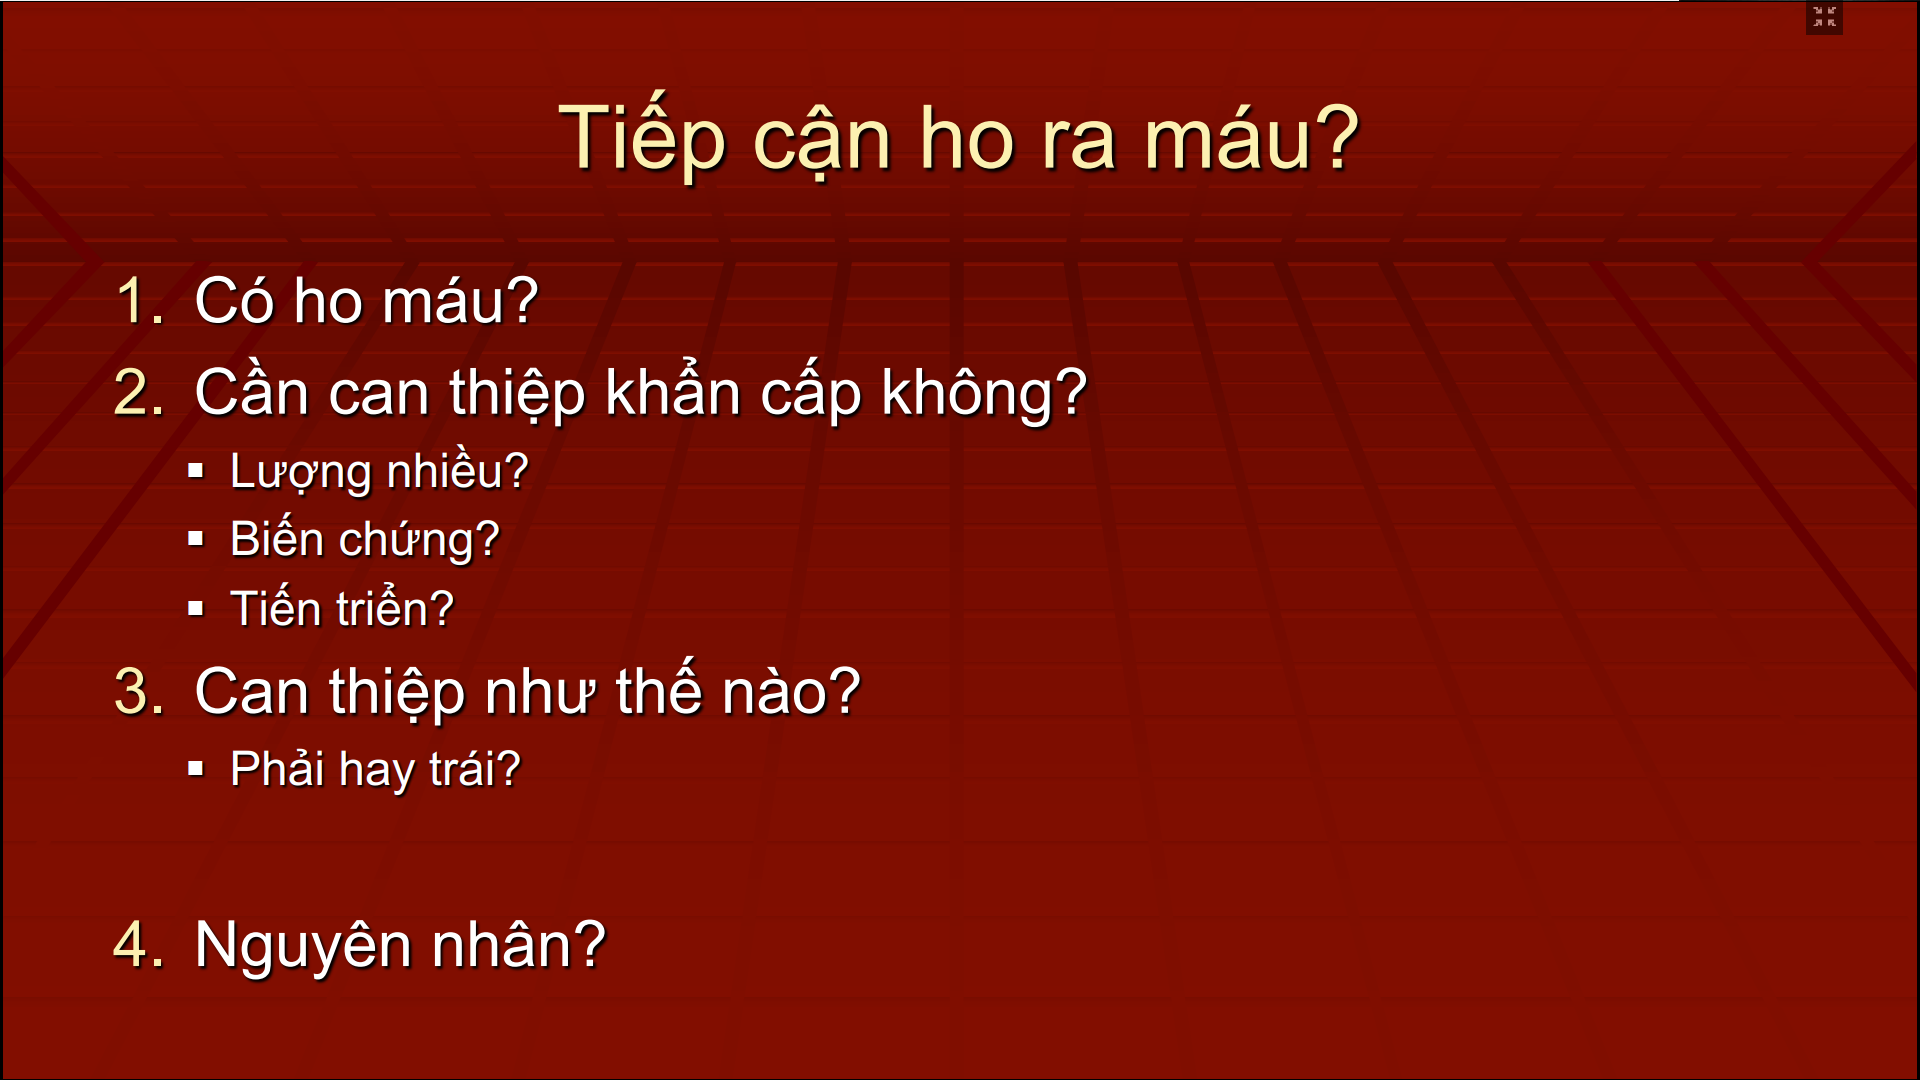 Tiếp cận ho ra máu?
1. Có ho máu?
2. Cần can thiệp khẩn cấp không?
▪ Lượng nhiều?
▪ Biến chứng?
▪ Tiến triển?
3. Can thiệp như thế nào?
▪ Phải hay trái?
4. Nguyên nhân?